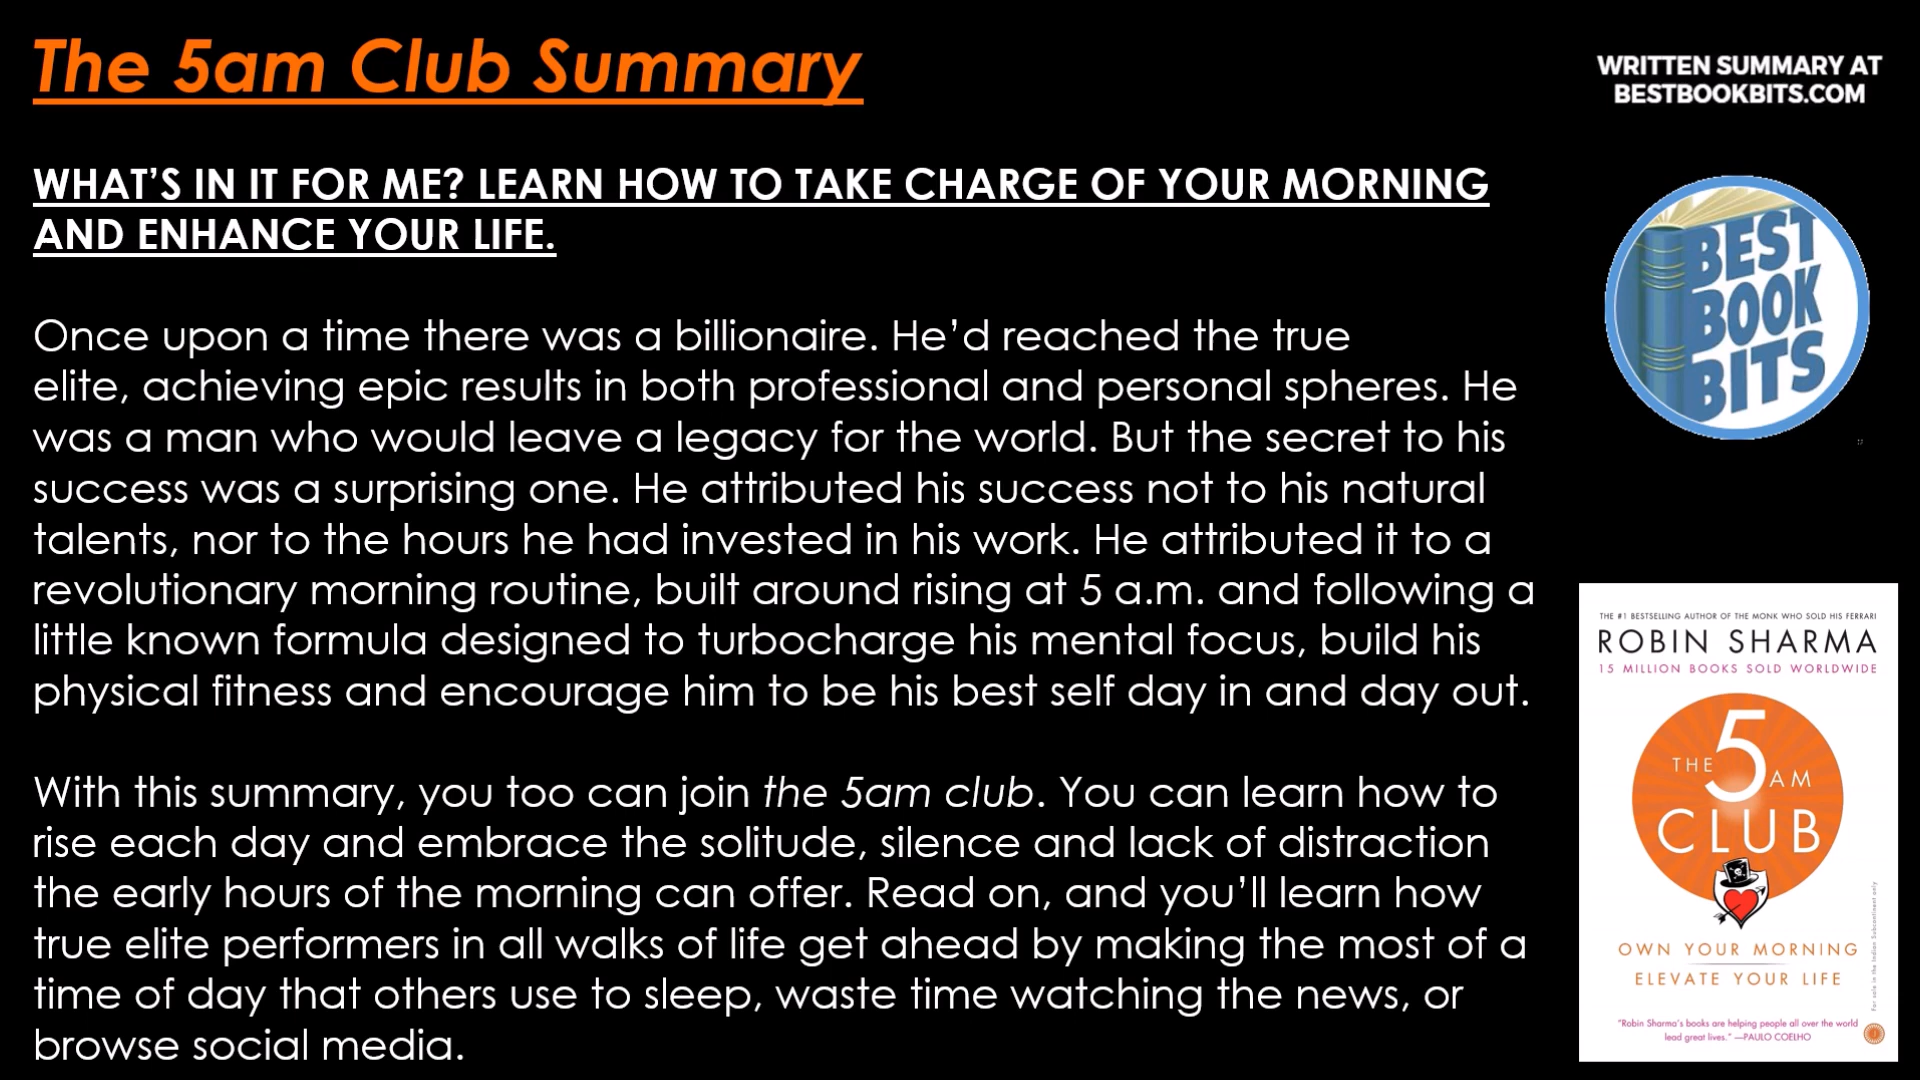 The 5am Club Summary
WRITTEN SUMMARY AT
BESTBOOKBITS.COM
WHAT’S IN IT FOR ME? LEARN HOW TO TAKE CHARGE OF YOUR MORNING
AND ENHANCE YOUR LIFE.
Once upon a time there was a billionaire. He’d reached the true
elite, achieving epic results in both professional and personal spheres. He
was a man who would leave a legacy for the world. But the secret to his
success was a surprising one. He attributed his success not to his natural
talents, nor to the hours he had invested in his work. He attributed it to a
revolutionary morning routine, built around rising at 5 a.m. and following a
little known formula designed to turbocharge his mental focus, build his
physical fitness and encourage him to be his best self day in and day out.
With this summary, you too can join the 5am club. You can learn how to
rise each day and embrace the solitude, silence and lack of distraction
the early hours of the morning can offer. Read on, and you’ll learn how
true elite performers in all walks of life get ahead by making the most of a
time of day that others use to sleep, waste time watching the news, or
browse social media.
BEST
BOOK
BITS
THE #1 BESTSELLING AUTHOR OF THE MONK WHO SOLD HIS FERRARI
ROBIN SHARMA
15 MILLION BOOKS SOLD WORLDWIDE
THE 5 AM
CLUB
OWN YOUR MORNING
ELEVATE YOUR LIFE
For sale in the Indian Subcontinent only
“Robin Sharma’s books are helping people all over the world
lead great lives.” —PAULO COELHO